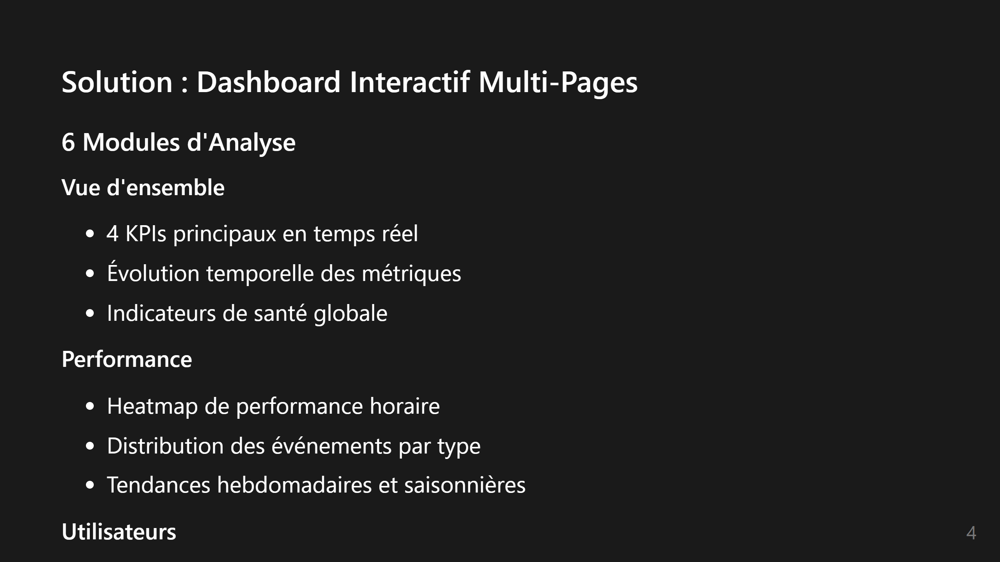 Solution : Dashboard Interactif Multi-Pages
6 Modules d'Analyse
Vue d'ensemble
• 4 KPIs principaux en temps réel
• Évolution temporelle des métriques
• Indicateurs de santé globale
Performance
• Heatmap de performance horaire
• Distribution des événements par type
• Tendances hebdomadaires et saisonnières
Utilisateurs
4